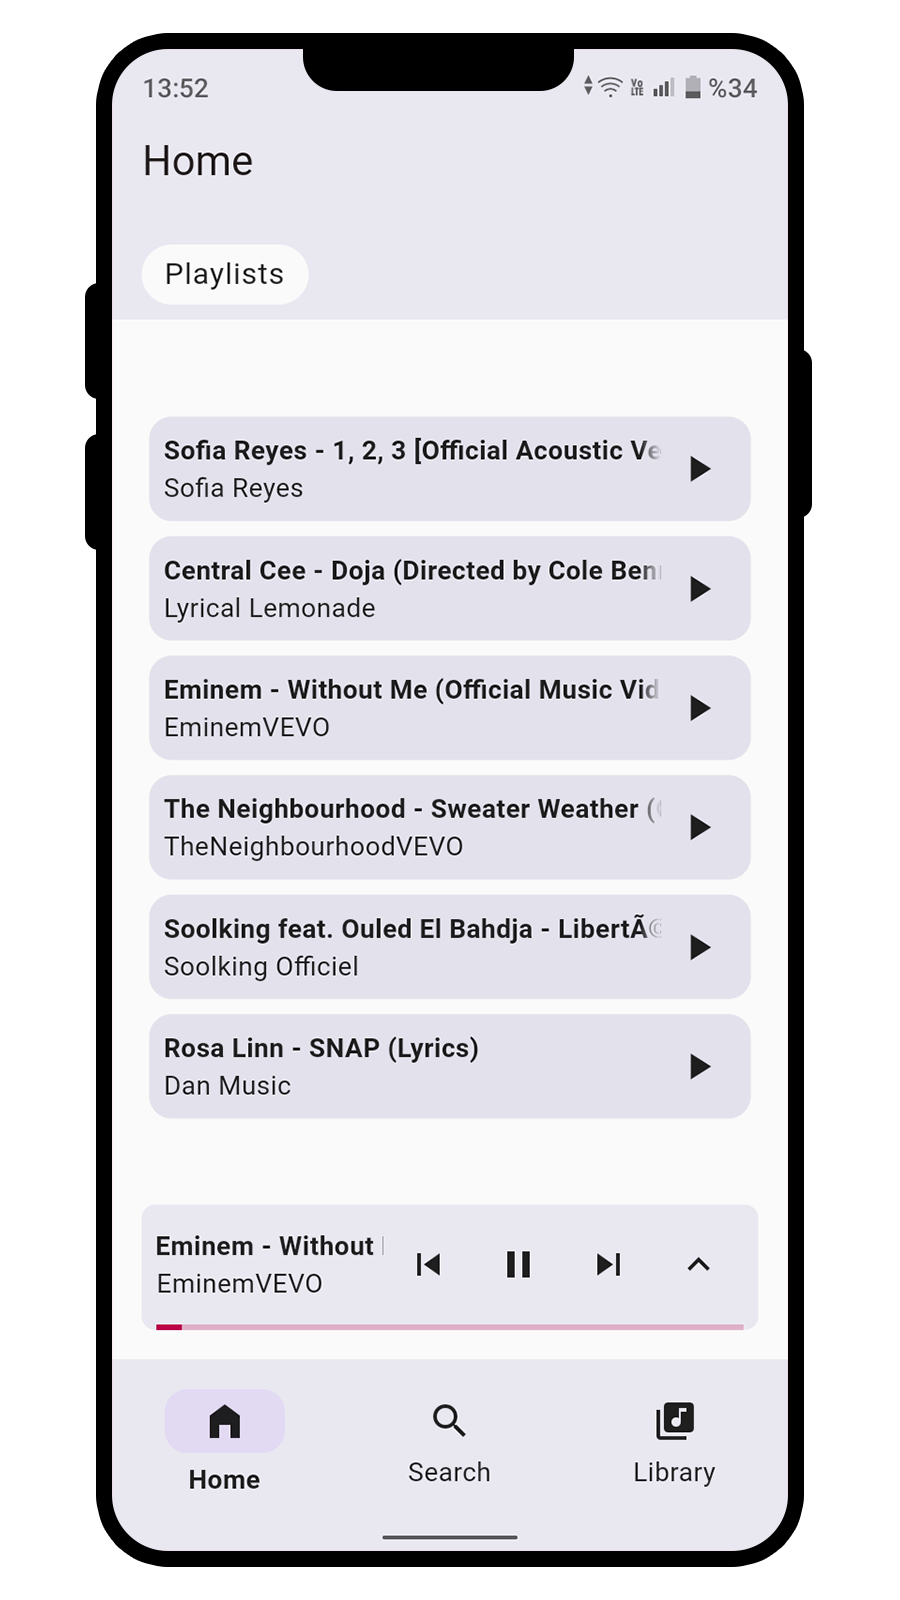 13:52
Vo LTE %34
Home
Playlists
Sofia Reyes - 1, 2, 3 [Official Acoustic Ve
Sofia Reyes
Central Cee - Doja (Directed by Cole Ben
Lyrical Lemonade
Eminem - Without Me (Official Music Vid
EminemVEVO
The Neighbourhood - Sweater Weather (
TheNeighbourhoodVEVO
Soolking feat. Ouled El Bahdja - LibertÃ©
Soolking Officiel
Rosa Linn - SNAP (Lyrics)
Dan Music
Eminem - Without
EminemVEVO
Home
Search
Library